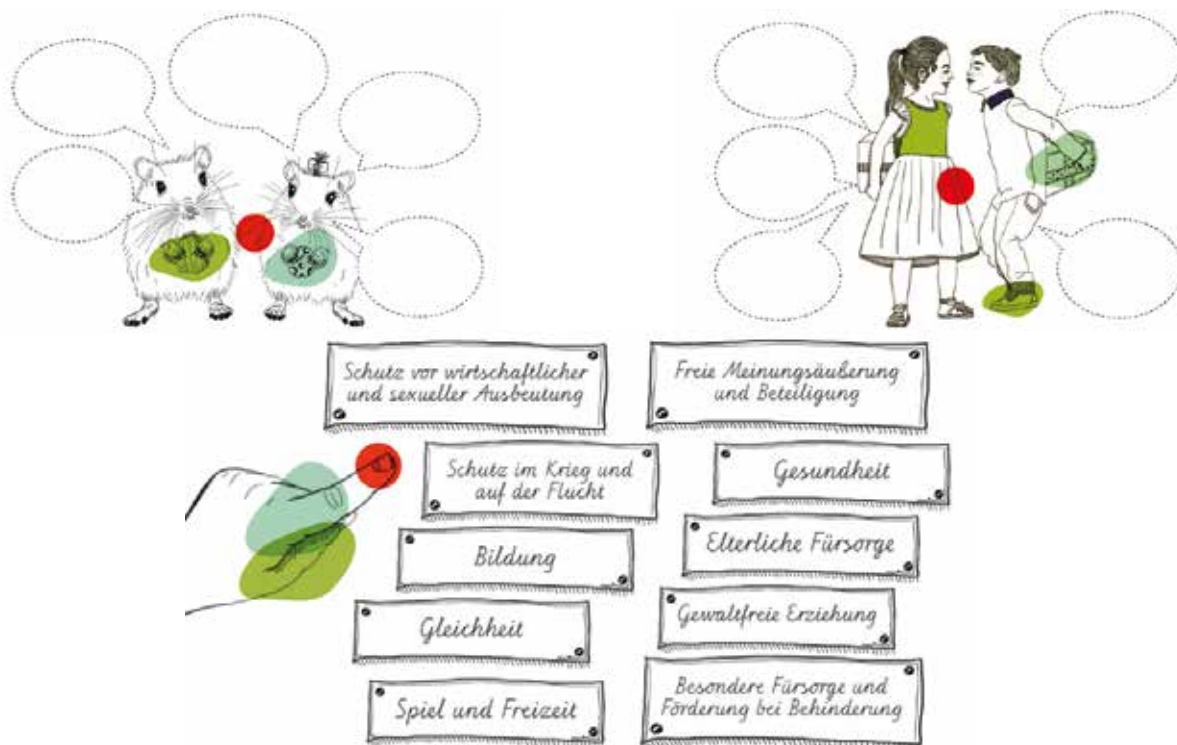 Schutz vor wirtschaftlicher
und sexueller Ausbeutung
Freie Meinungsäußerung
und Beteiligung
Schutz im Krieg und
auf der Flucht
Gesundheit
Bildung
Elterliche Fürsorge
Gleichheit
Gewaltfreie Erziehung
Spiel und Freizeit
Besondere Fürsorge und
Förderung bei Behinderung